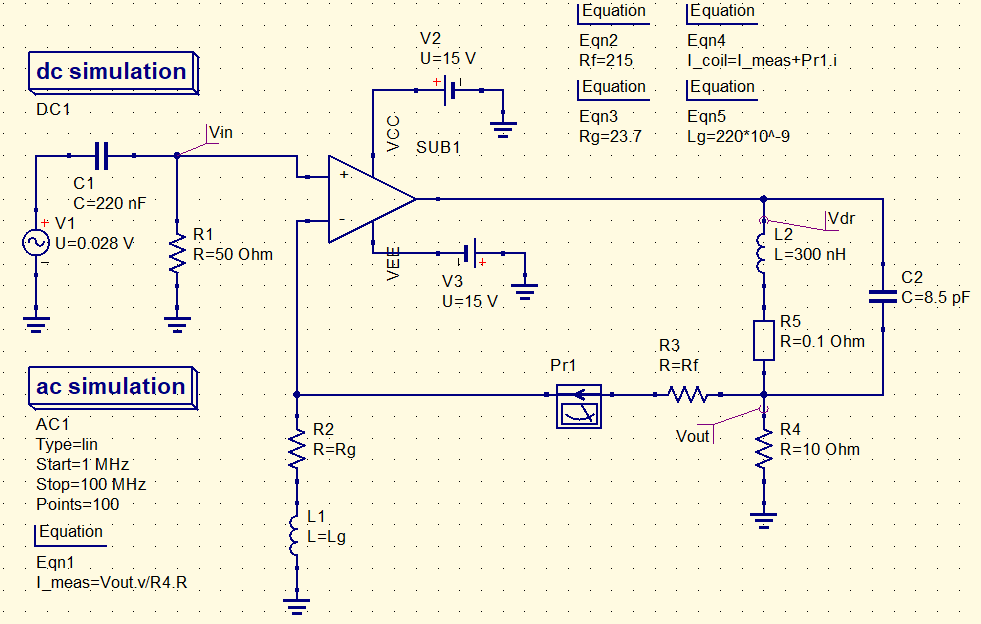 Equation
Eqn2
Rf=215
Equation
Eqn4
I_coil=I_meas+Pr1.i
Equation
Eqn3
Rg=23.7
Equation
Eqn5
Lg=220*10^-9
dc simulation
DC1
V2
U=15 V
+
VCC
SUB1
Vin
C1
C=220 nF
+
V1
U=0.028 V
R1
R=50 Ohm
+
-
VEE
+
V3
U=15 V
Vdr
L2
L=300 nH
C2
C=8.5 pF
R5
R=0.1 Ohm
R3
R=Rf
Pr1
Vout
R4
R=10 Ohm
ac simulation
AC1
Type=lin
Start=1 MHz
Stop=100 MHz
Points=100
R2
R=Rg
L1
L=Lg
Equation
Eqn1
I_meas=Vout.v/R4.R